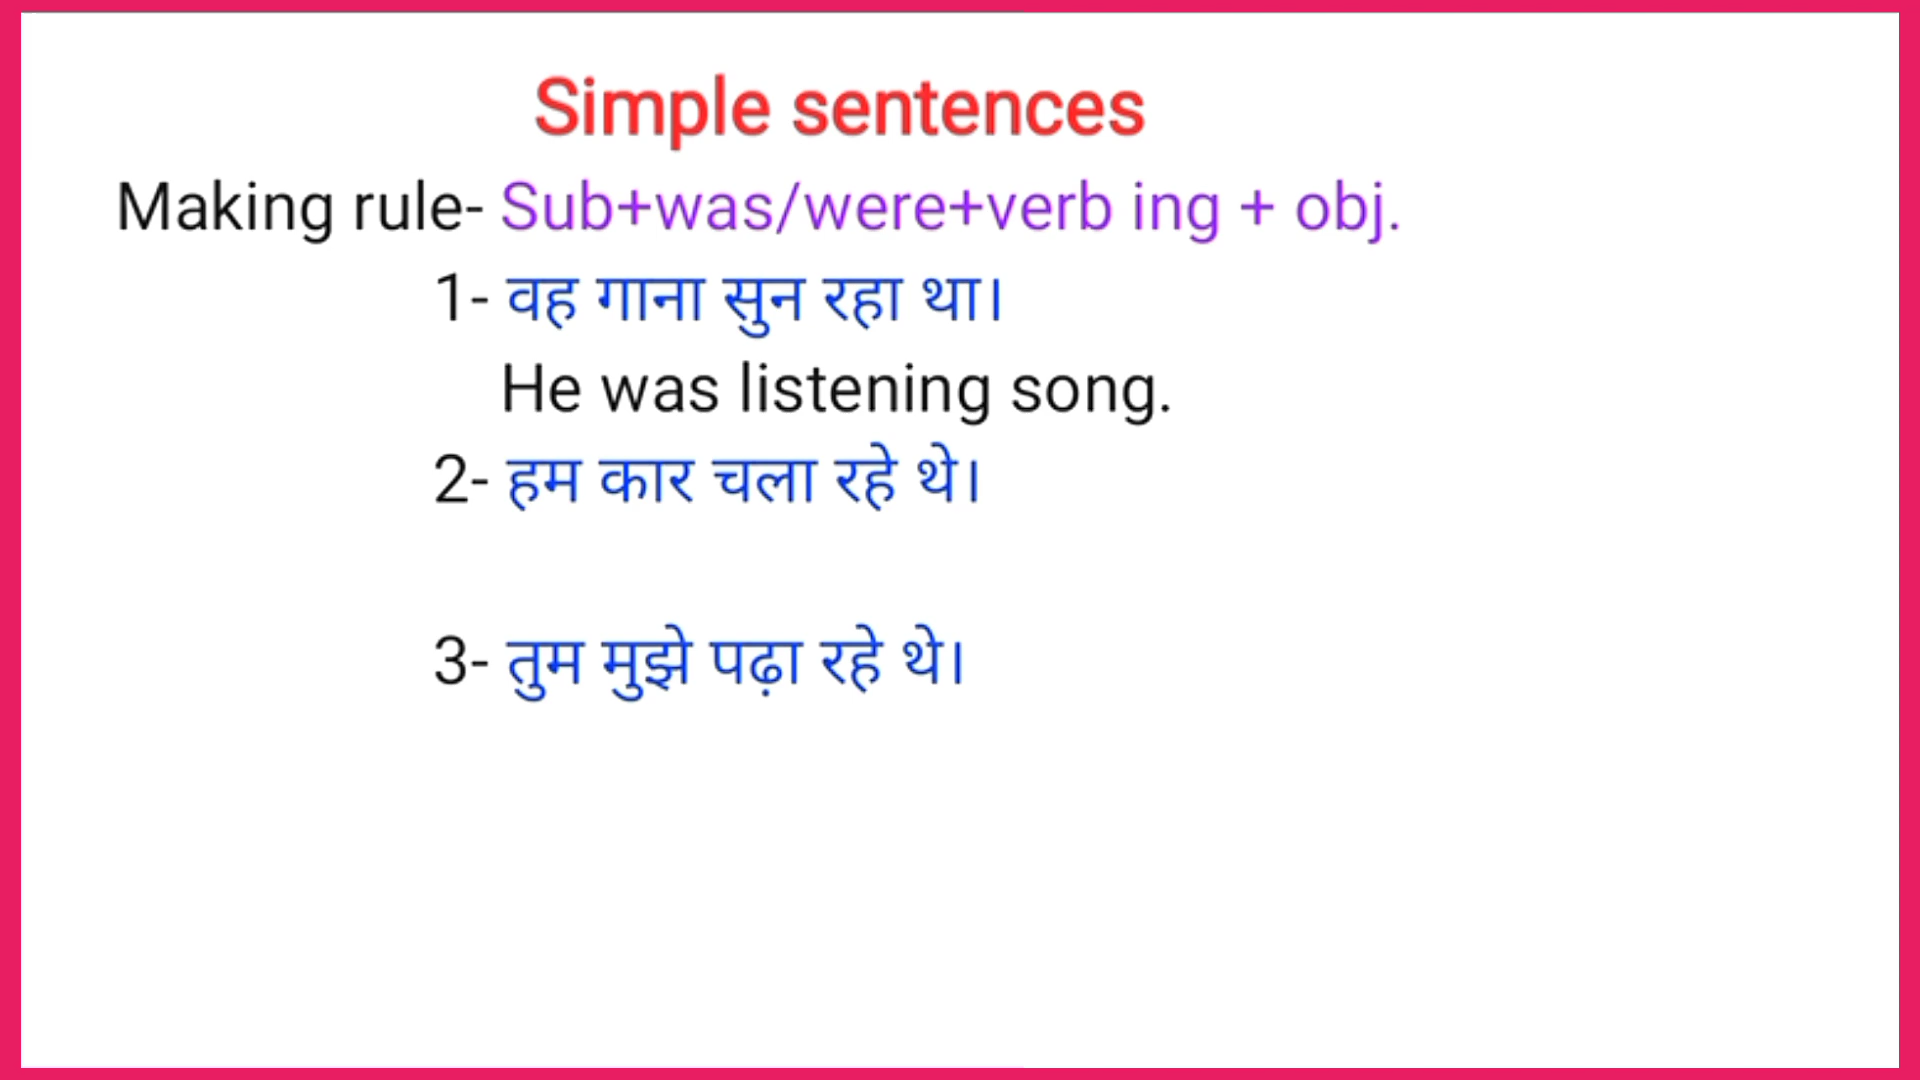 Simple sentences
Making rule- Sub+was/were+verb ing + obj.
1- वह गाना सुन रहा था।
He was listening song.
2- हम कार चला रहे थे।
3- तुम मुझे पढ़ा रहे थे।